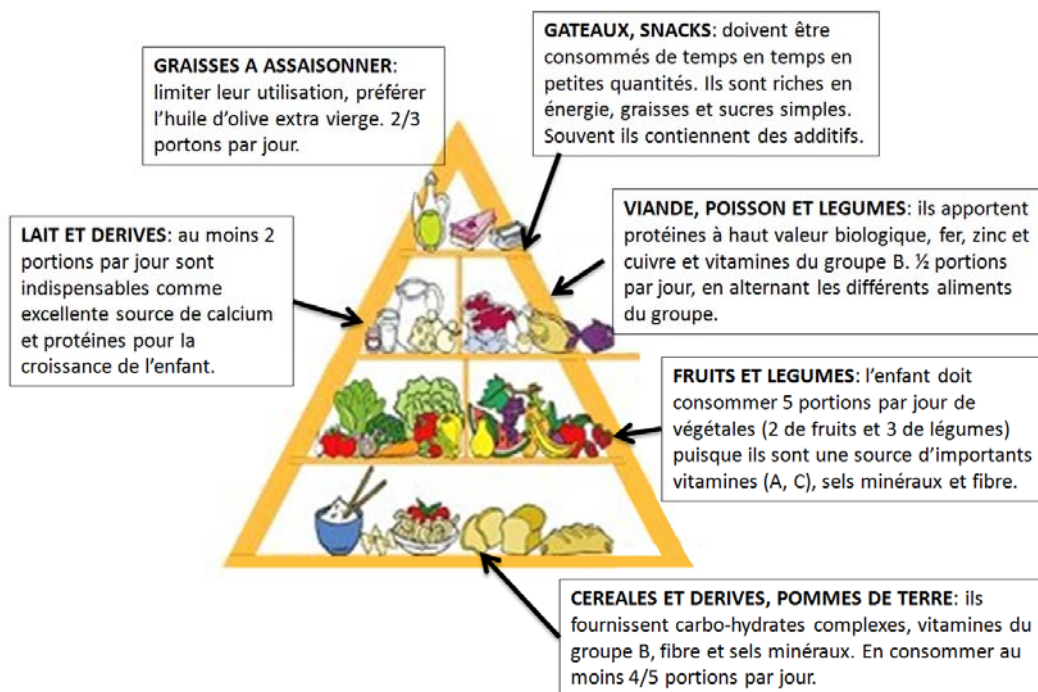 GATEAUX, SNACKS: doivent être
consommés de temps en temps en
petites quantités. Ils sont riches en
énergie, graisses et sucres simples.
Souvent ils contiennent des additifs.
GRAISSES A ASSAISONNER:
limiter leur utilisation, préférer
l’huile d’olive extra vierge. 2/3
portons par jour.
VIANDE, POISSON ET LEGUMES: ils apportent
protéines à haut valeur biologique, fer, zinc et
cuivre et vitamines du groupe B. ½ portions
par jour, en alternant les différents aliments
du groupe.
LAIT ET DERIVES: au moins 2
portions par jour sont
indispensables comme
excellente source de calcium
et protéines pour la
croissance de l’enfant.
FRUITS ET LEGUMES: l’enfant doit
consommer 5 portions par jour de
végétales (2 de fruits et 3 de légumes)
puisque ils sont une source d’importants
vitamines (A, C), sels minéraux et fibre.
CEREALES ET DERIVES, POMMES DE TERRE: ils
fournissent carbo-hydrates complexes, vitamines du
groupe B, fibre et sels minéraux. En consommer au
moins 4/5 portions par jour.